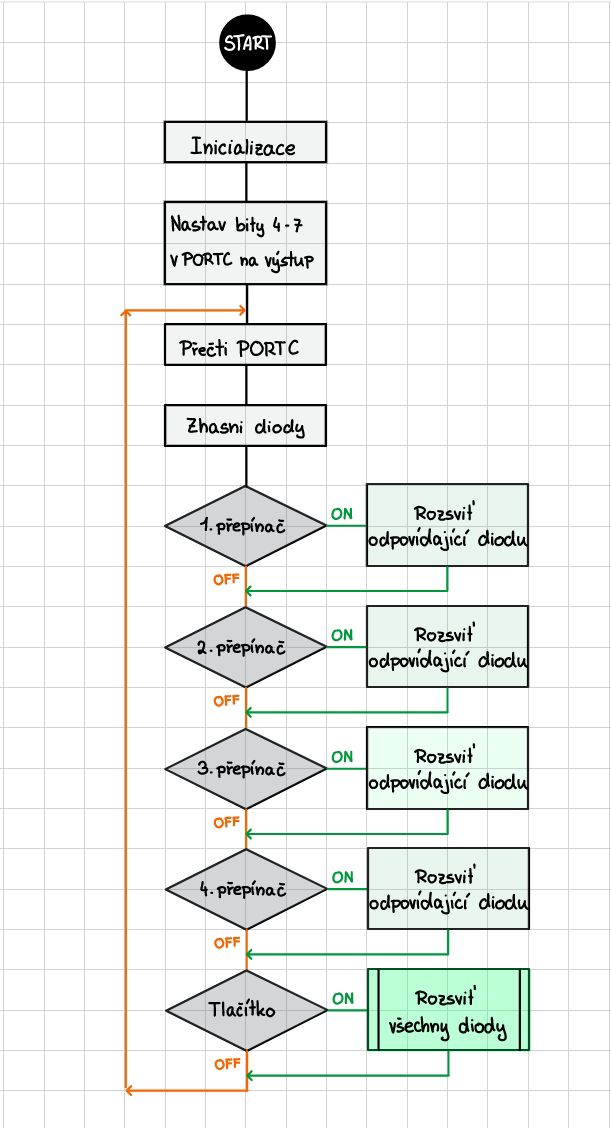 START
Inicializace
Nastav bity 4-7
v PORTC na výstup
Přečti PORTC
Zhasni diody
1. přepínač
ON
Rozsviť
odpovídající diodu
OFF
2. přepínač
ON
Rozsviť
odpovídající diodu
OFF
3. přepínač
ON
Rozsviť
odpovídající diodu
OFF
4. přepínač
ON
Rozsviť
odpovídající diodu
OFF
Tlačítko
ON
Rozsviť
všechny diody
OFF